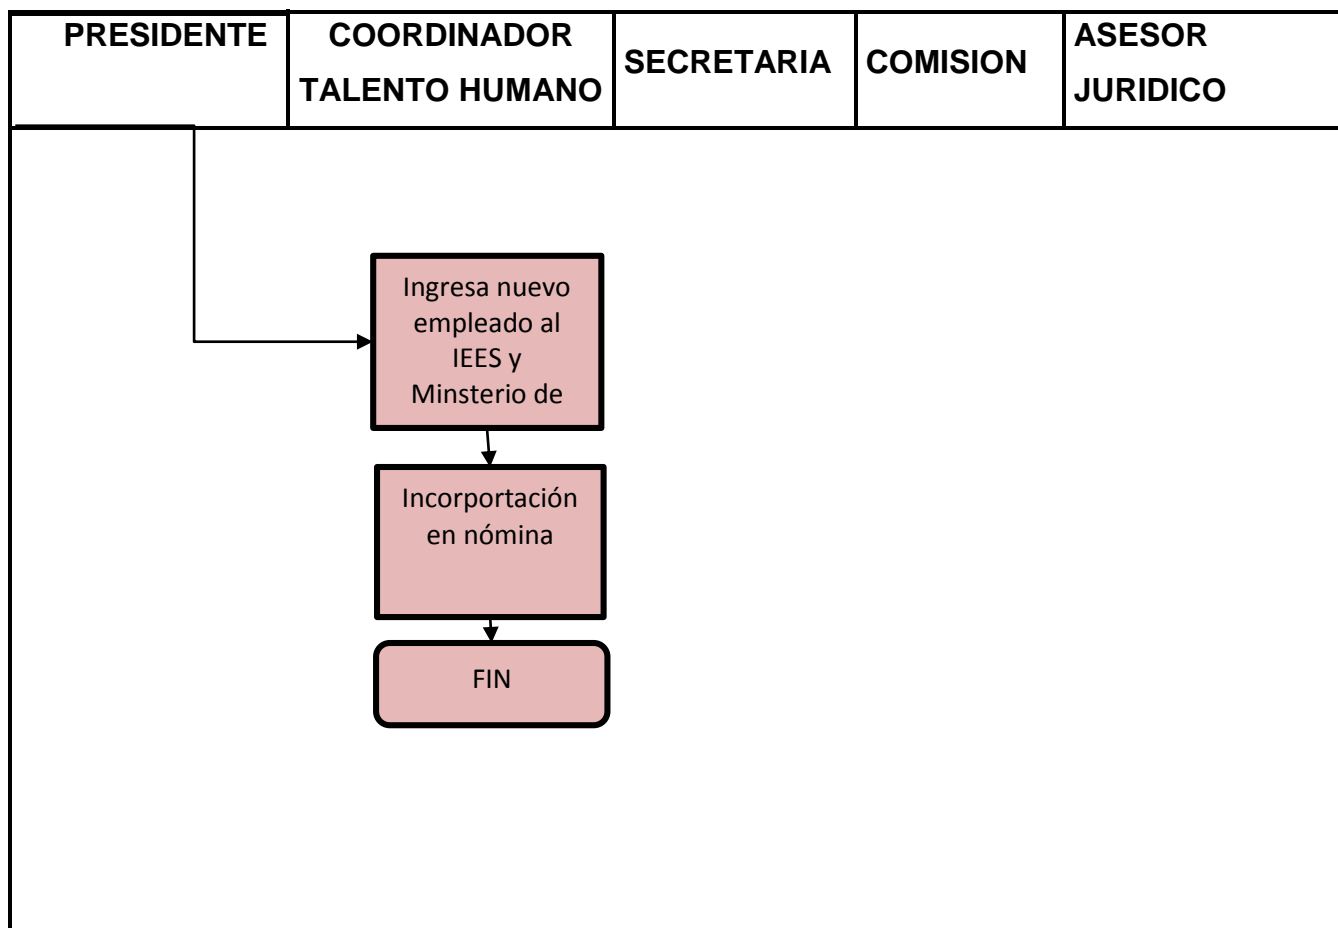 PRESIDENTE
COORDINADOR
TALENTO HUMANO
SECRETARIA
COMISION
ASESOR
JURIDICO
Ingresa nuevo
empleado al
IEES y
Minsterio de
Incorportación
en nómina
FIN